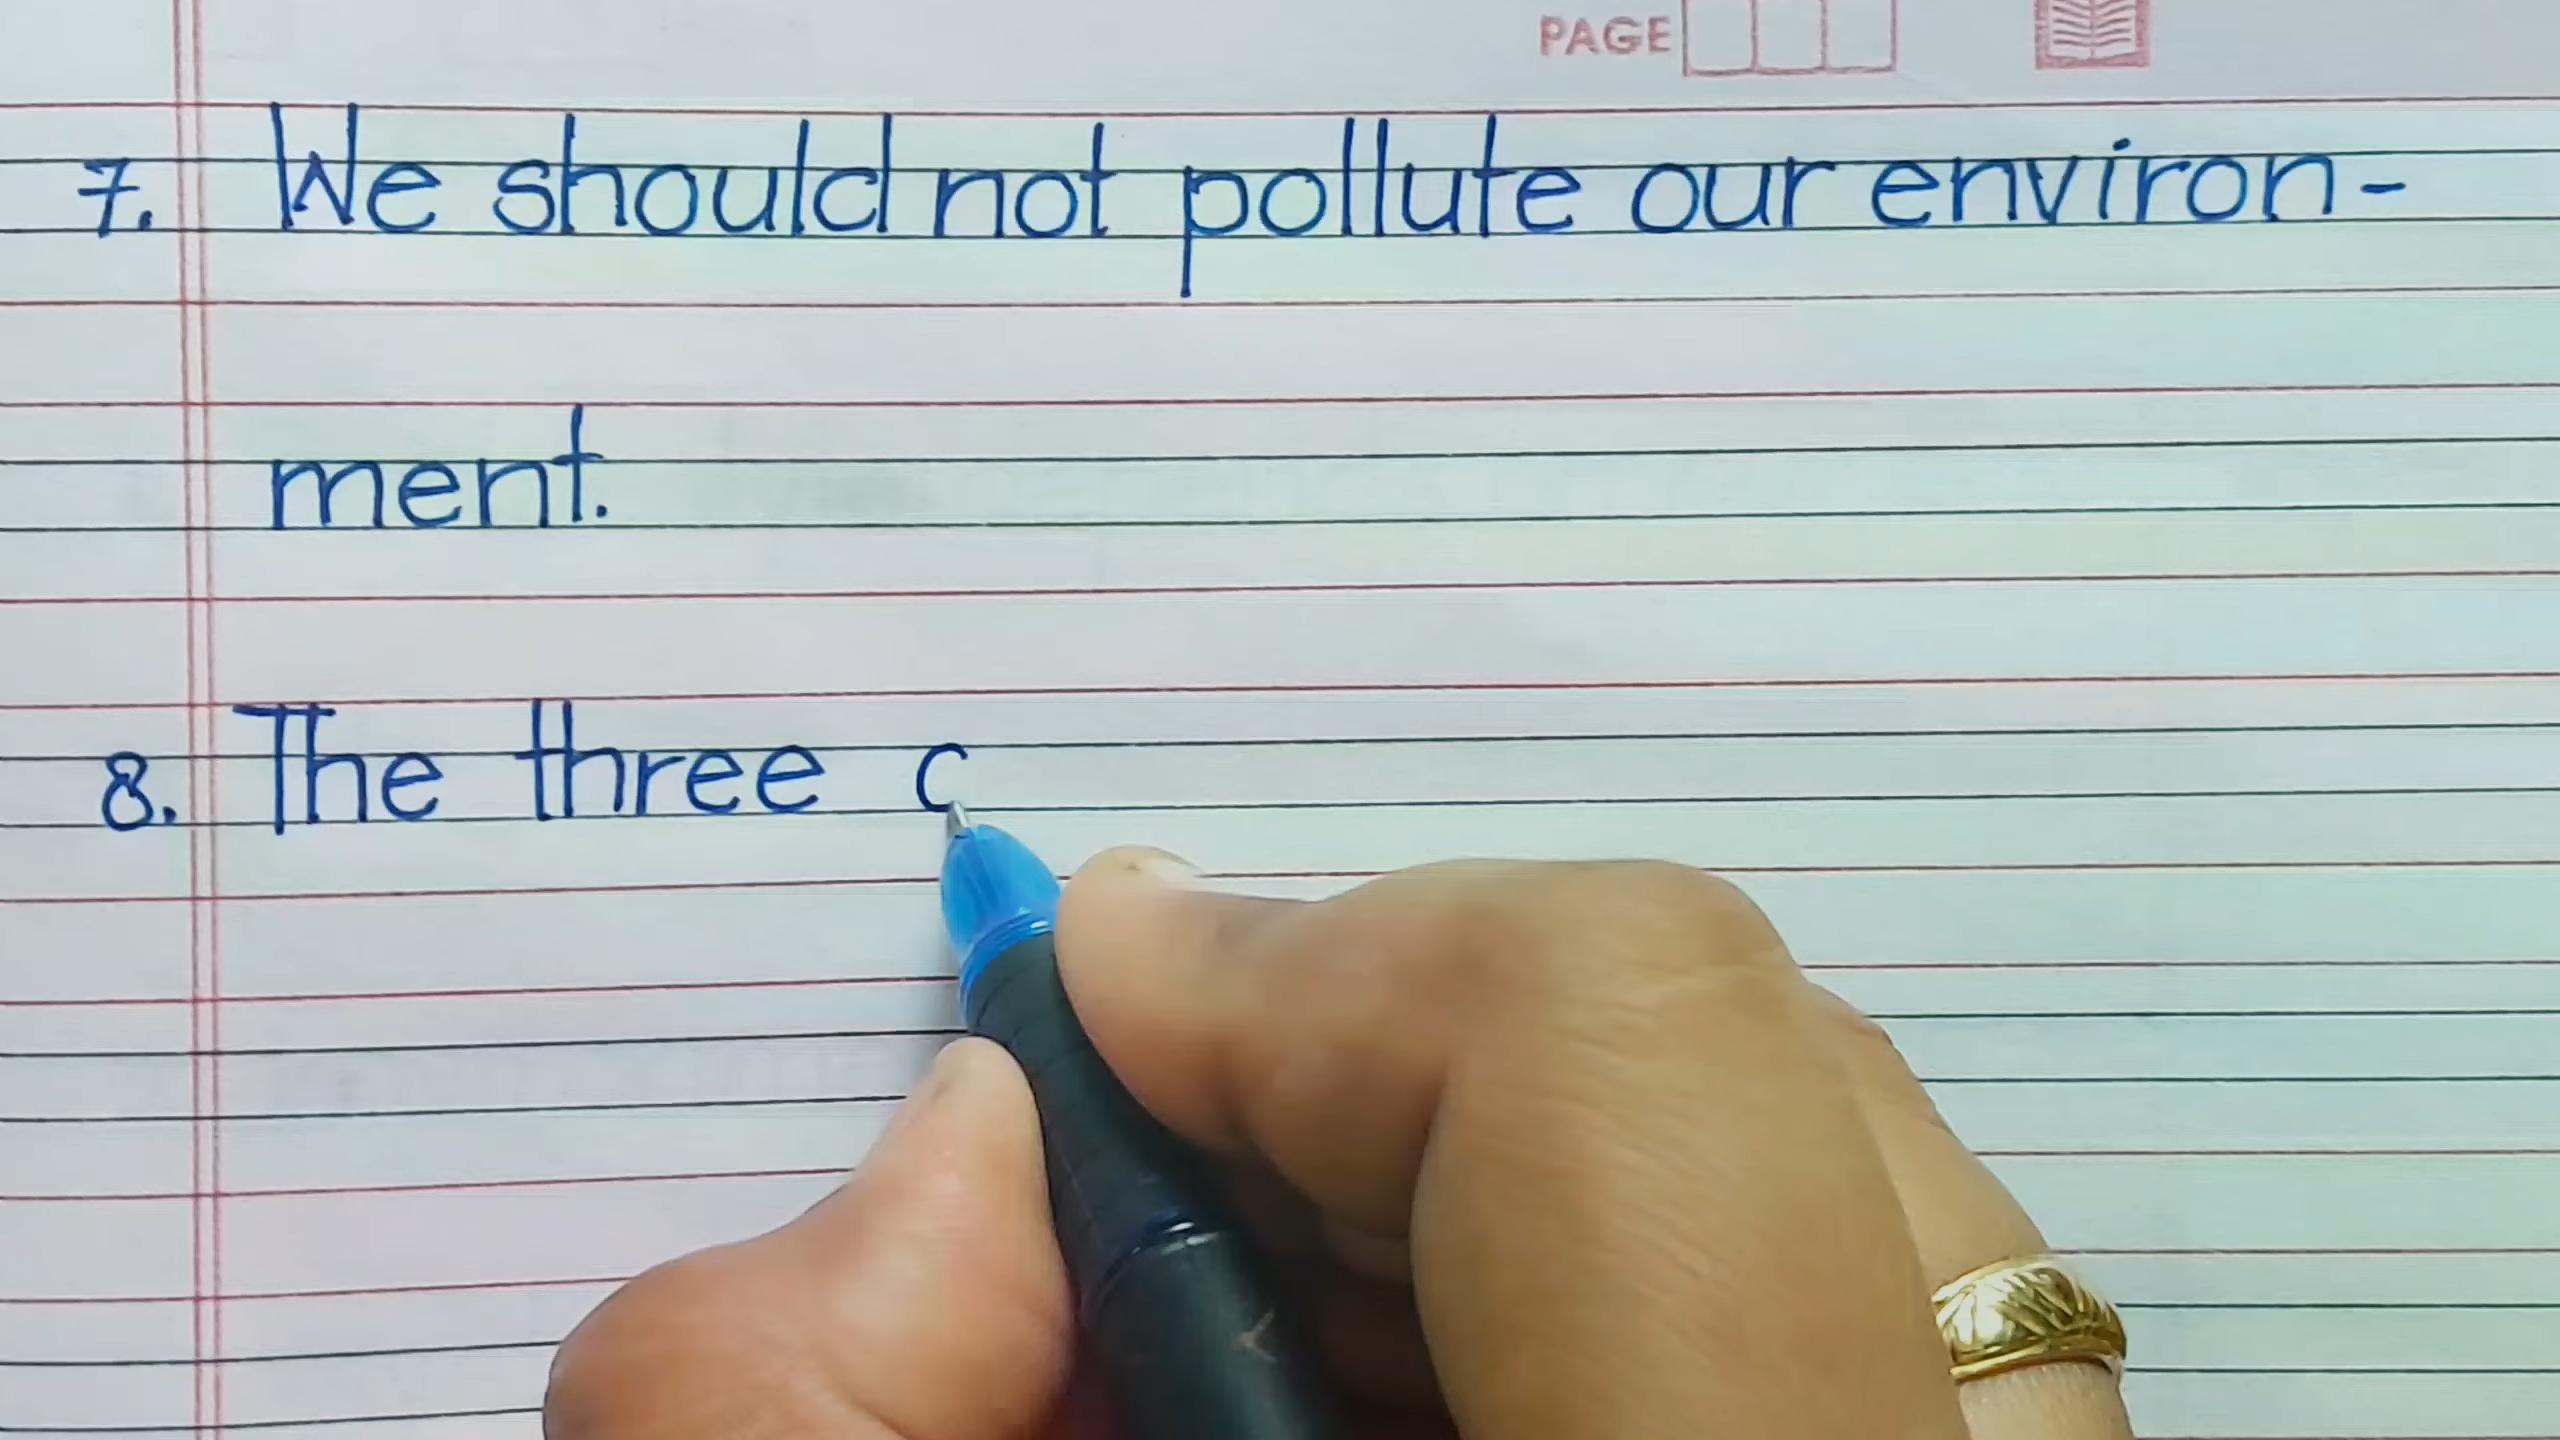 PAGE
7. We should not pollute our environ-
ment.
8. The three c